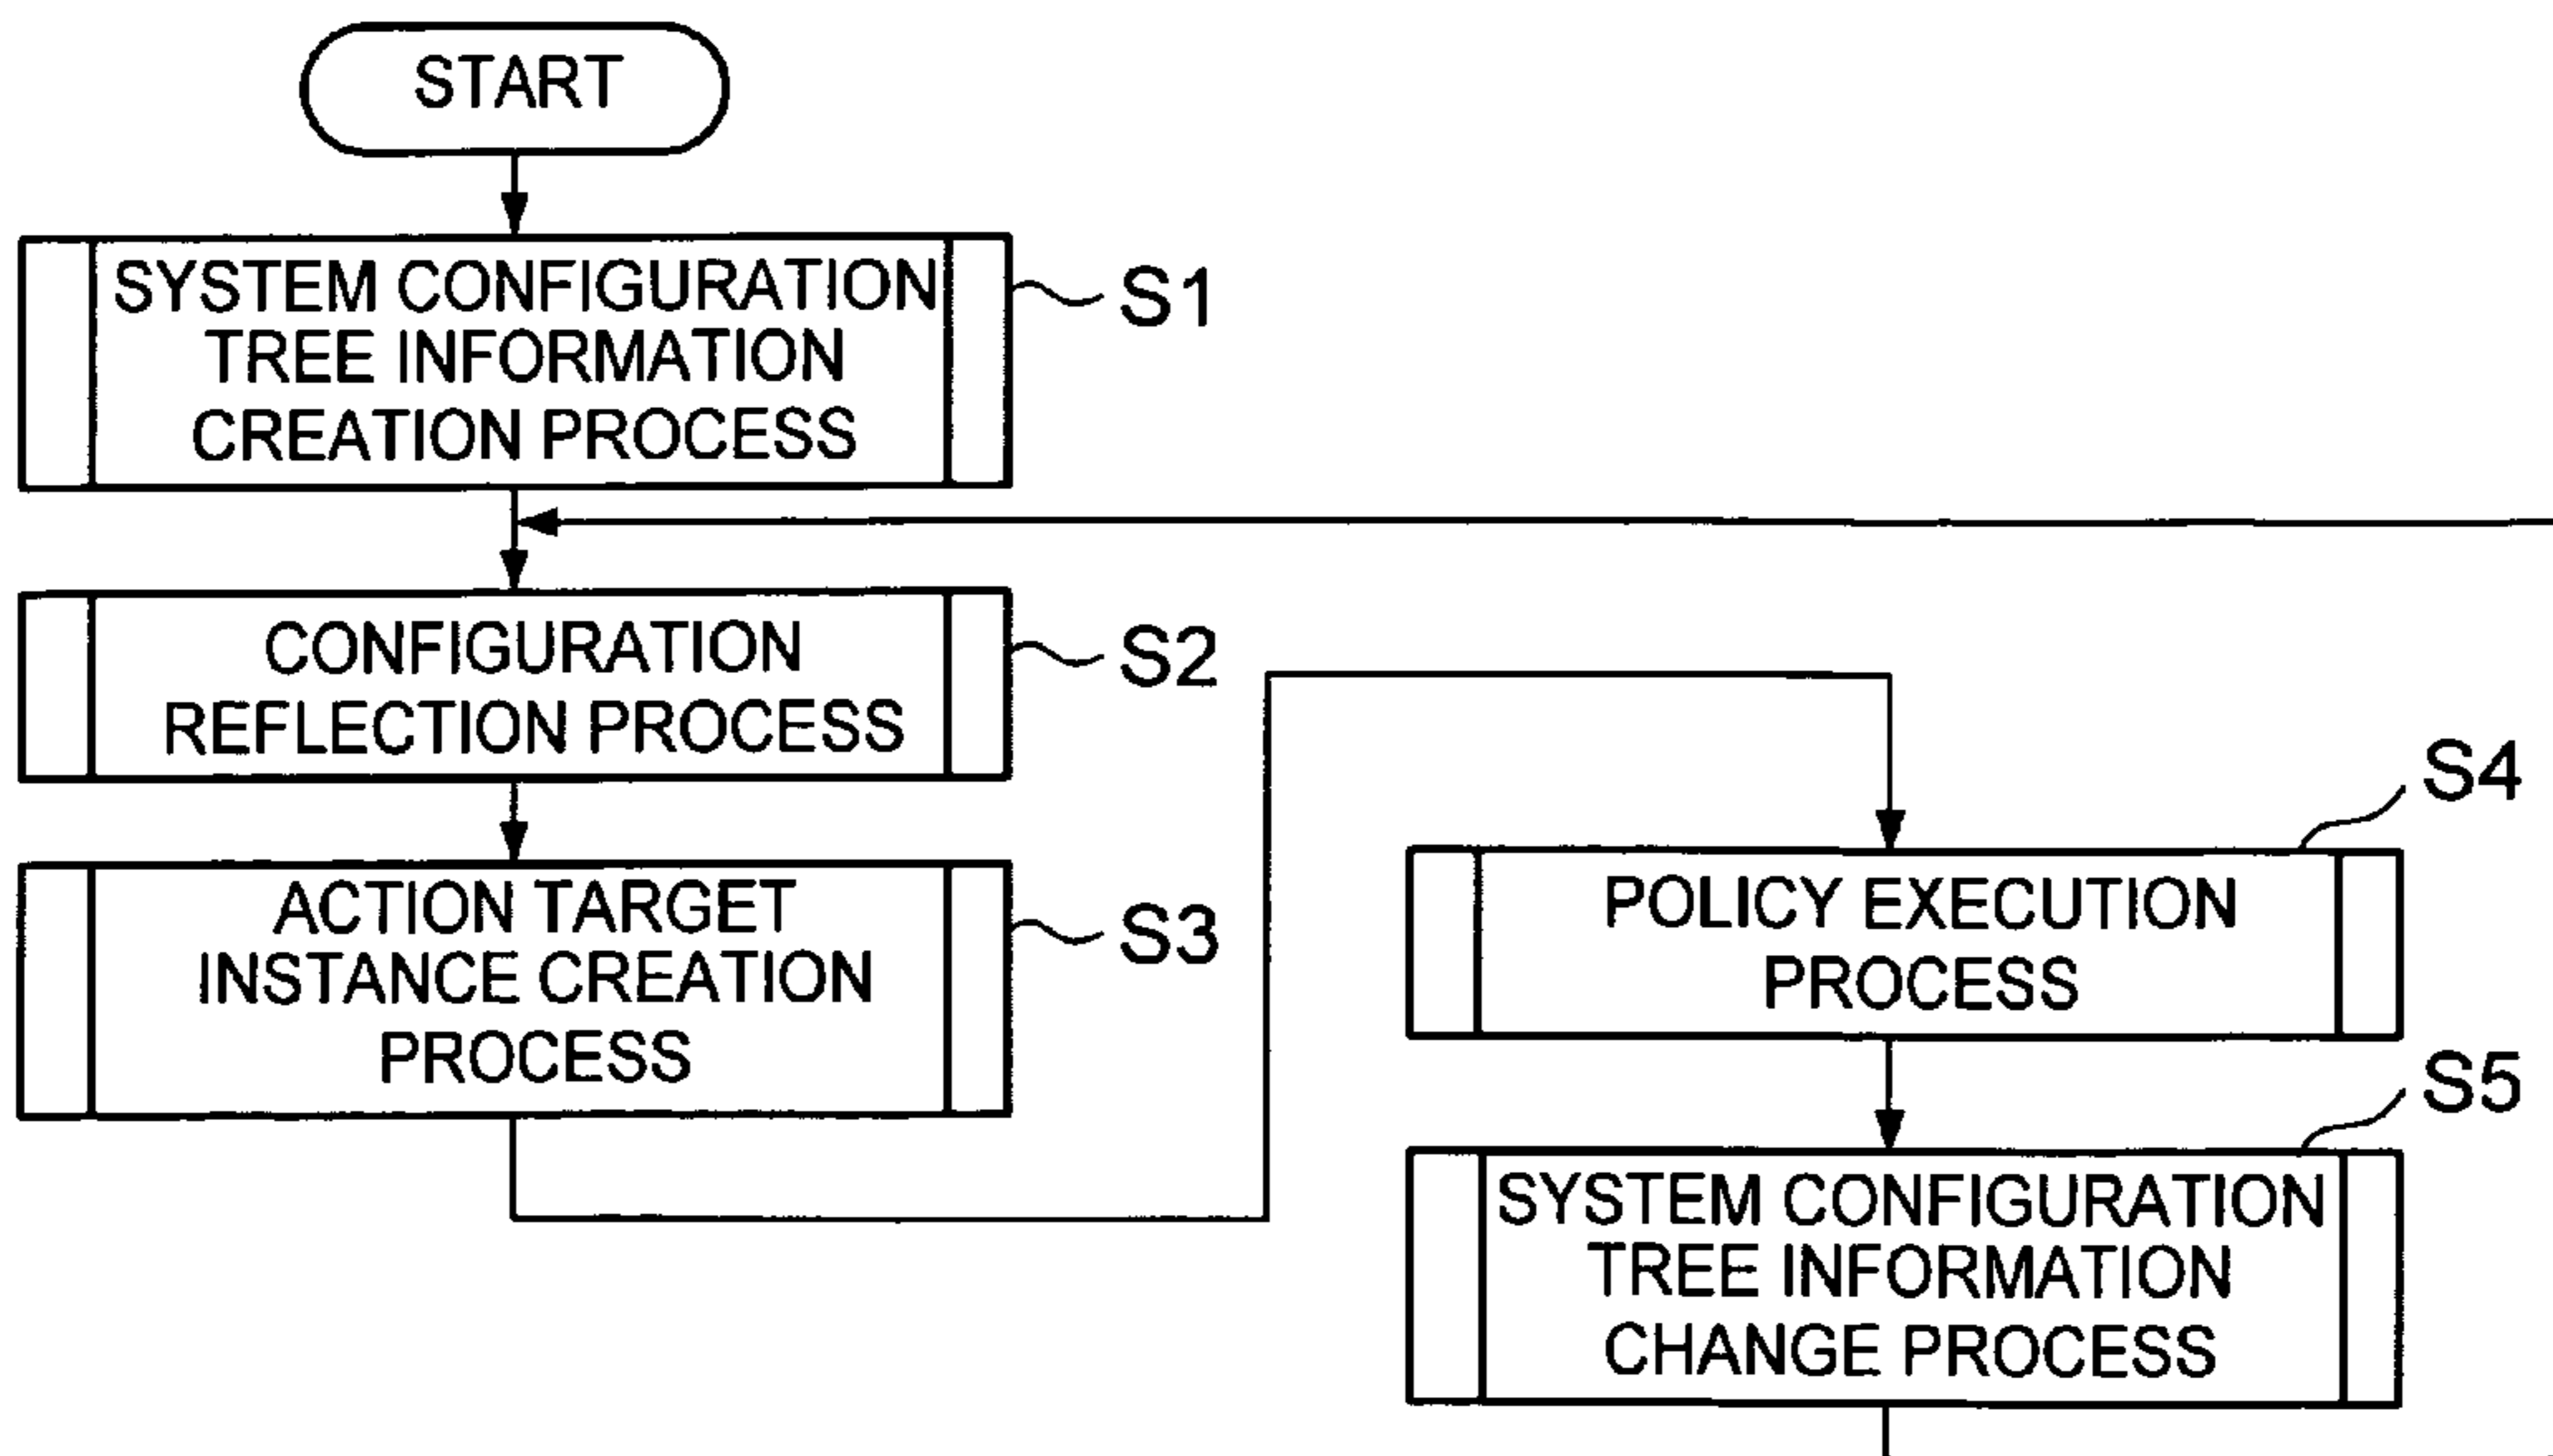 START
SYSTEM CONFIGURATION
TREE INFORMATION
CREATION PROCESS
S1
CONFIGURATION
REFLECTION PROCESS
S2
ACTION TARGET
INSTANCE CREATION
PROCESS
S3
POLICY EXECUTION
PROCESS
S4
SYSTEM CONFIGURATION
TREE INFORMATION
CHANGE PROCESS
S5